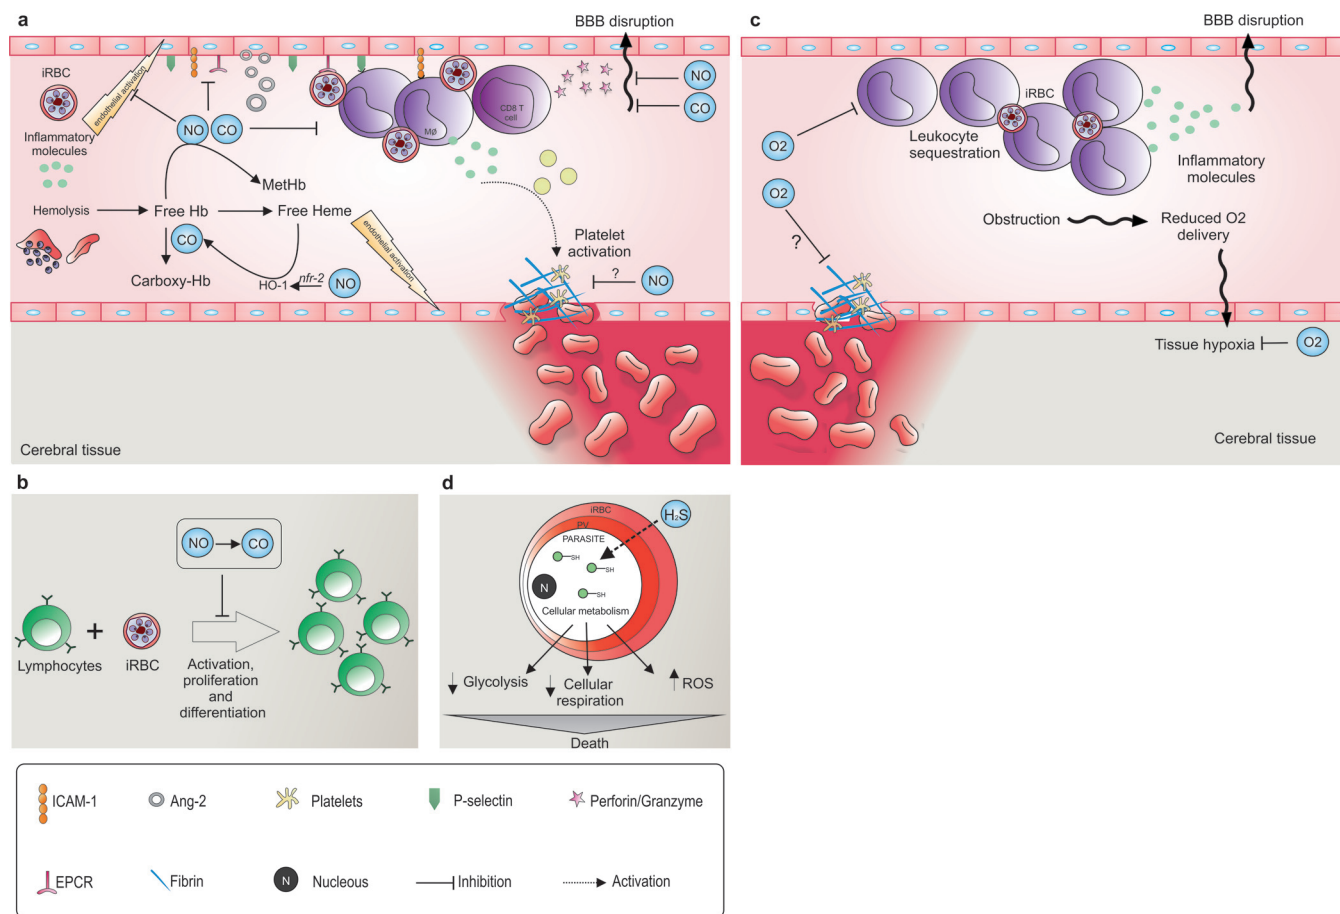 a
BBB disruption
iRBC
endothelial activation
NO
CO
CD8 T
cell
MØ
NO
CO
Inflammatory
molecules
MetHb
Hemolysis
Free Hb
Free Heme
CO
endothelial activation
Platelet
activation
Carboxy-Hb
HO-1
nfr-2
NO
?
NO
Cerebral tissue
c
BBB disruption
iRBC
O2
Leukocyte
sequestration
Inflammatory
molecules
O2
Obstruction
Reduced O2
delivery
?
Tissue hypoxia
O2
Cerebral tissue
b
NO
CO
+
Lymphocytes
iRBC
Activation,
proliferation
and
differentiation
d
iRBC
PV
H2S
PARASITE
SH
SH
N
SH
Cellular metabolism
Glycolysis
Cellular
respiration
ROS
Death
ICAM-1
Ang-2
Platelets
P-selectin
Perforin/Granzyme
EPCR
Fibrin
N
Nucleous
Inhibition
Activation